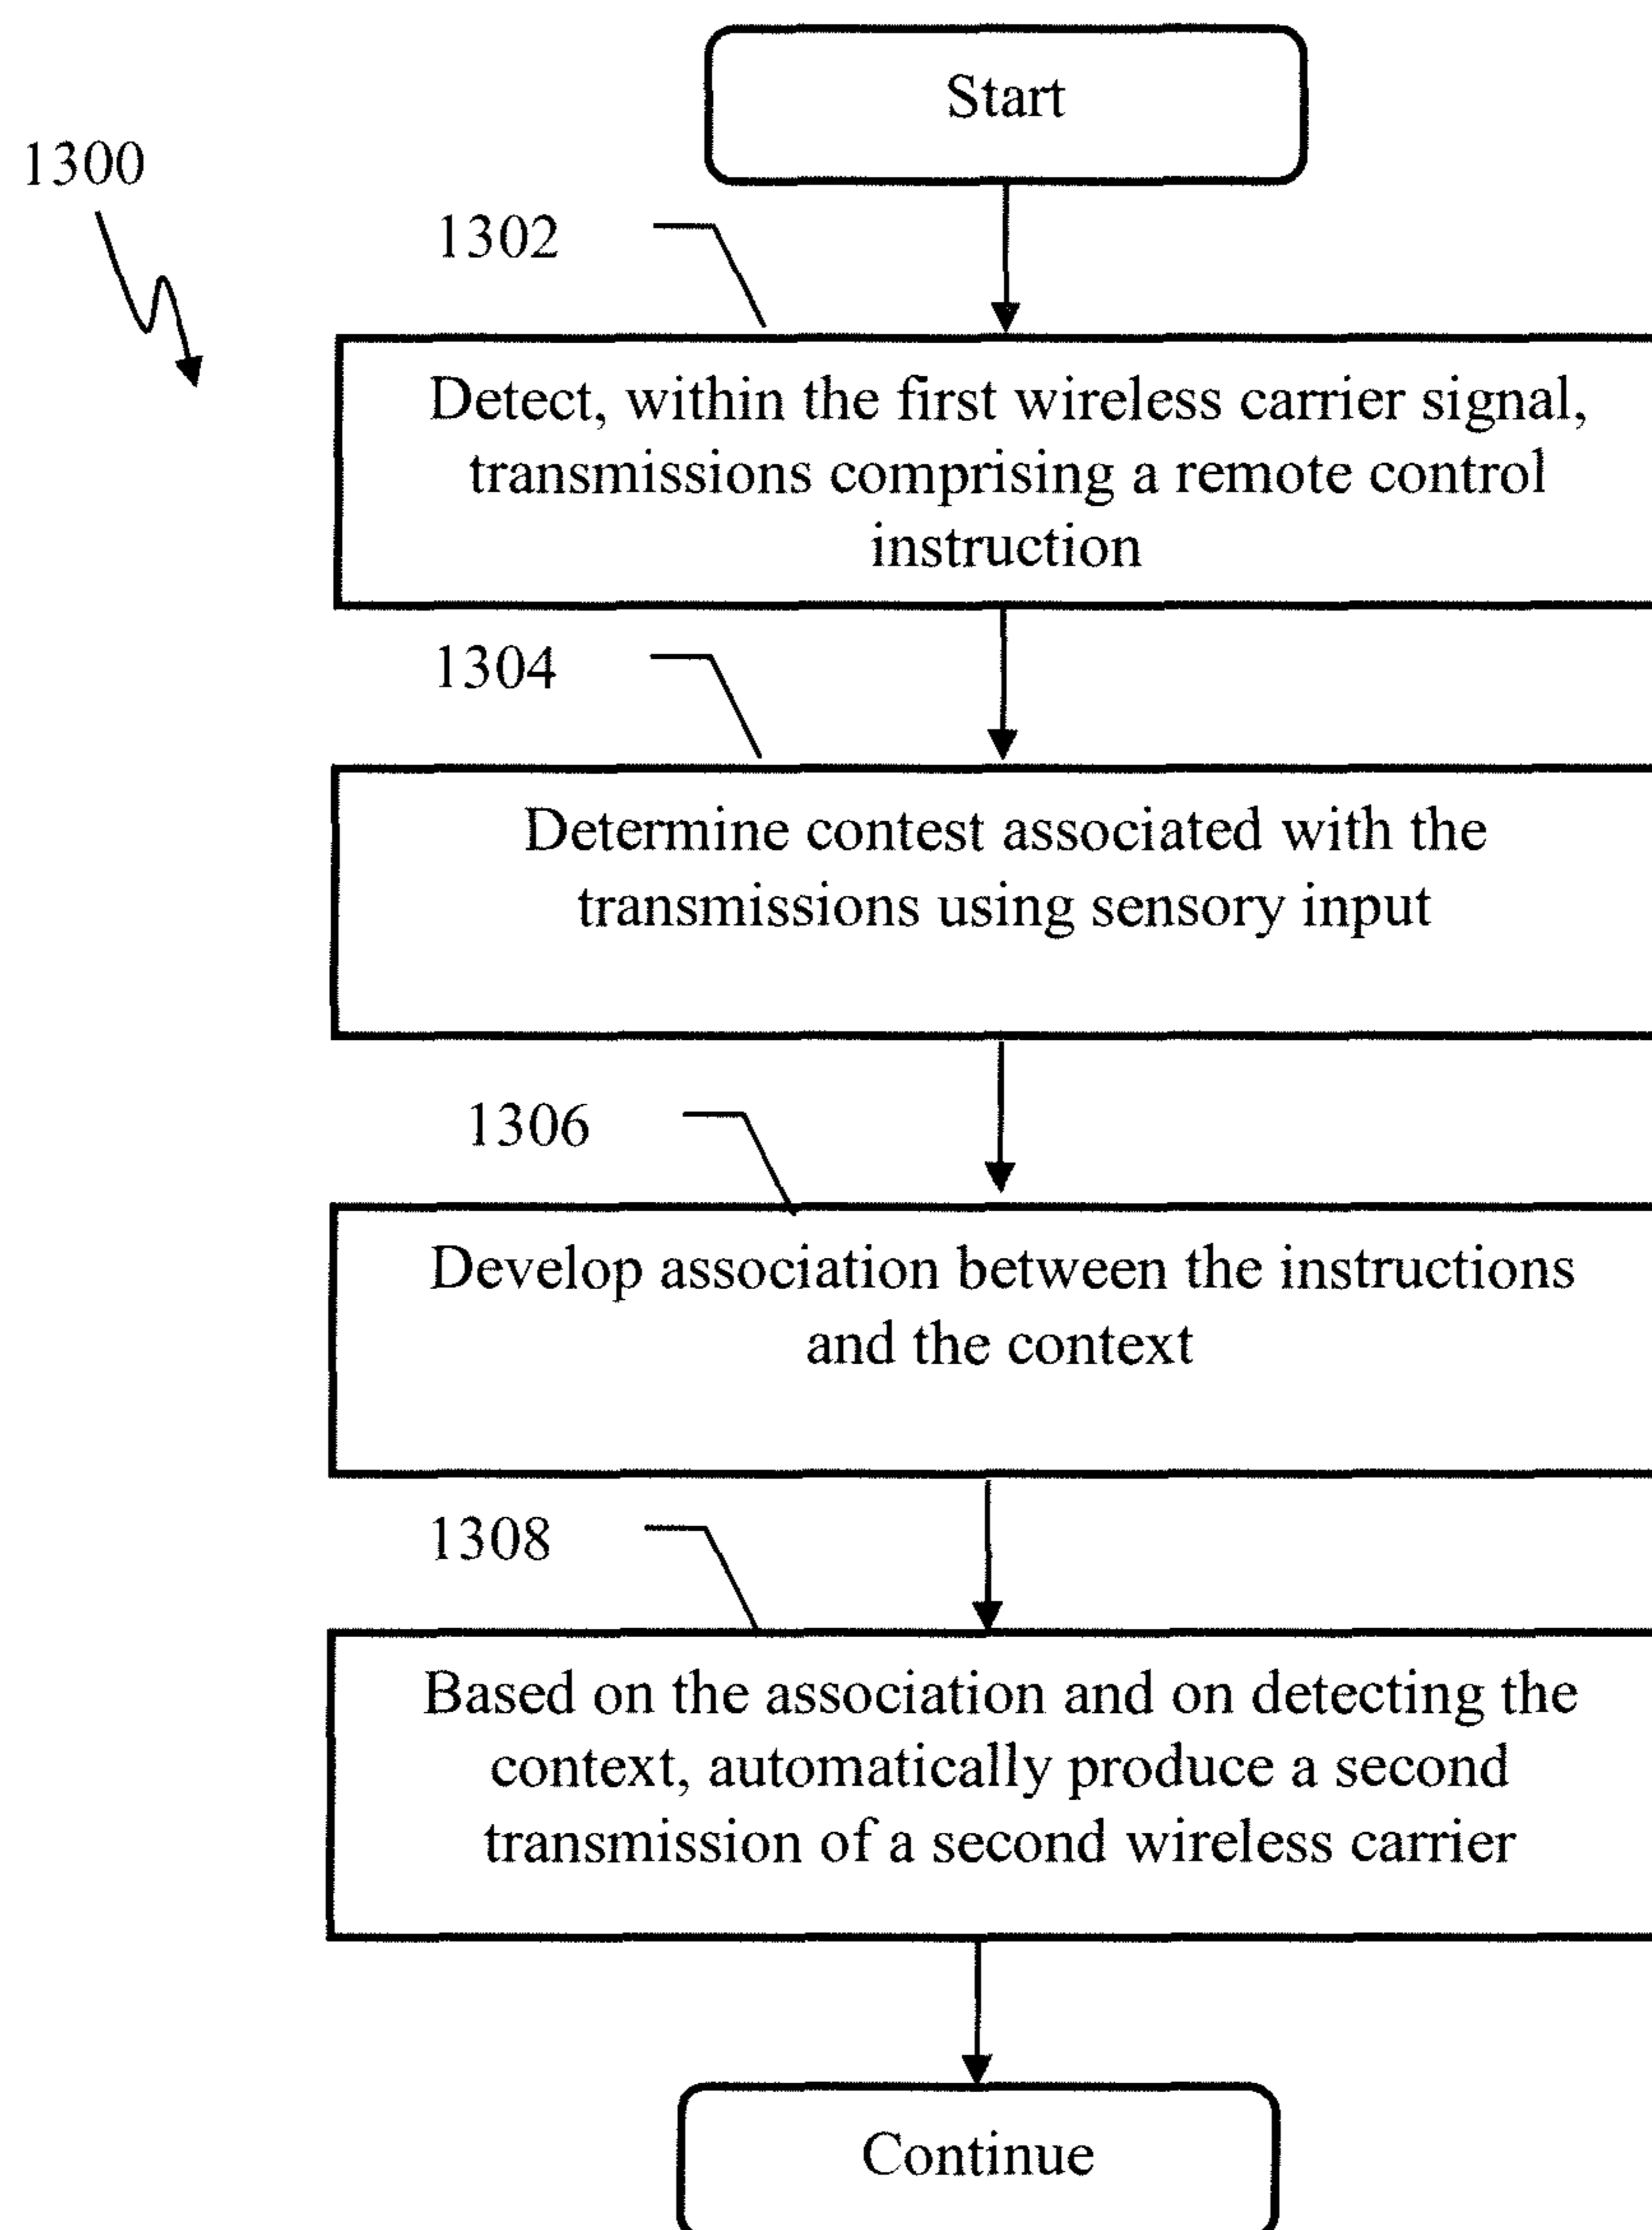 Start
1300
1302
Detect, within the first wireless carrier signal,
transmissions comprising a remote control
instruction
1304
Determine contest associated with the
transmissions using sensory input
1306
Develop association between the instructions
and the context
1308
Based on the association and on detecting the
context, automatically produce a second
transmission of a second wireless carrier
Continue